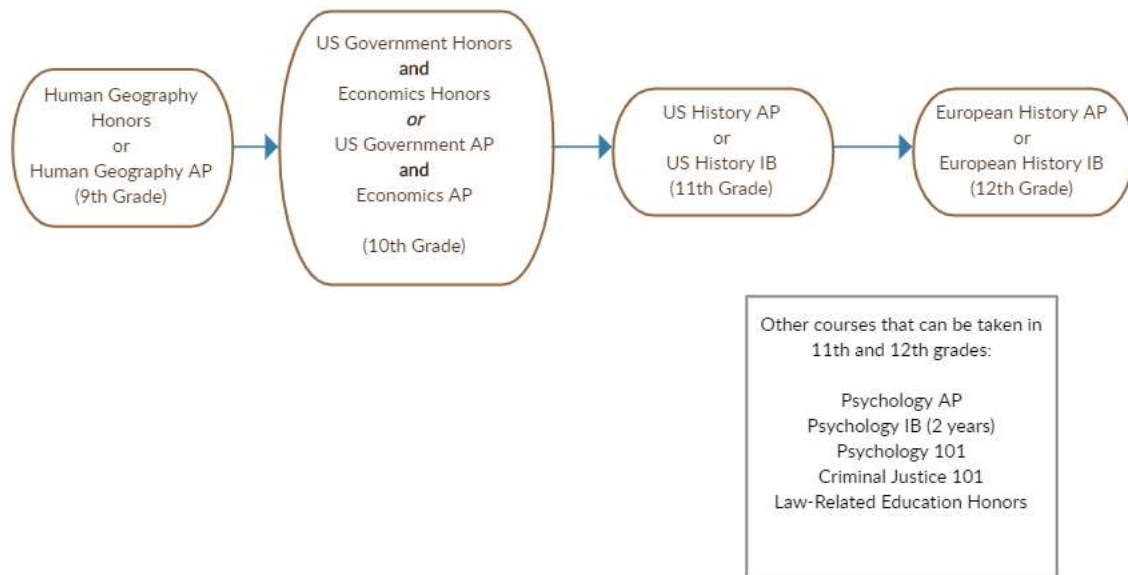 Human Geography
Honors
or
Human Geography AP
(9th Grade)
US Government Honors
and
Economics Honors
or
US Government AP
and
Economics AP
(10th Grade)
US History AP
or
US History IB
(11th Grade)
European History AP
or
European History IB
(12th Grade)
Other courses that can be taken in
11th and 12th grades:
Psychology AP
Psychology IB (2 years)
Psychology 101
Criminal Justice 101
Law-Related Education Honors